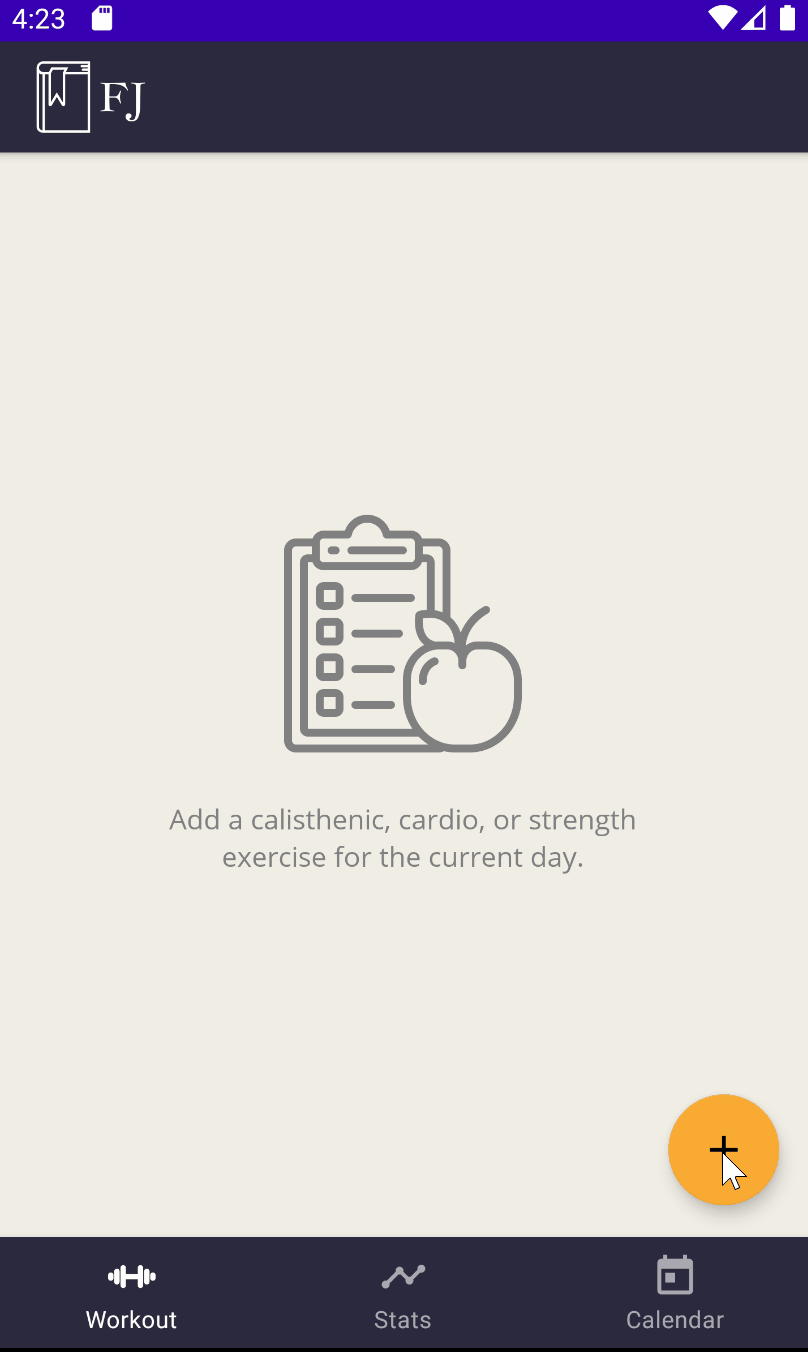 4:23
FJ
Add a calisthenic, cardio, or strength
exercise for the current day.
Workout
Stats
Calendar